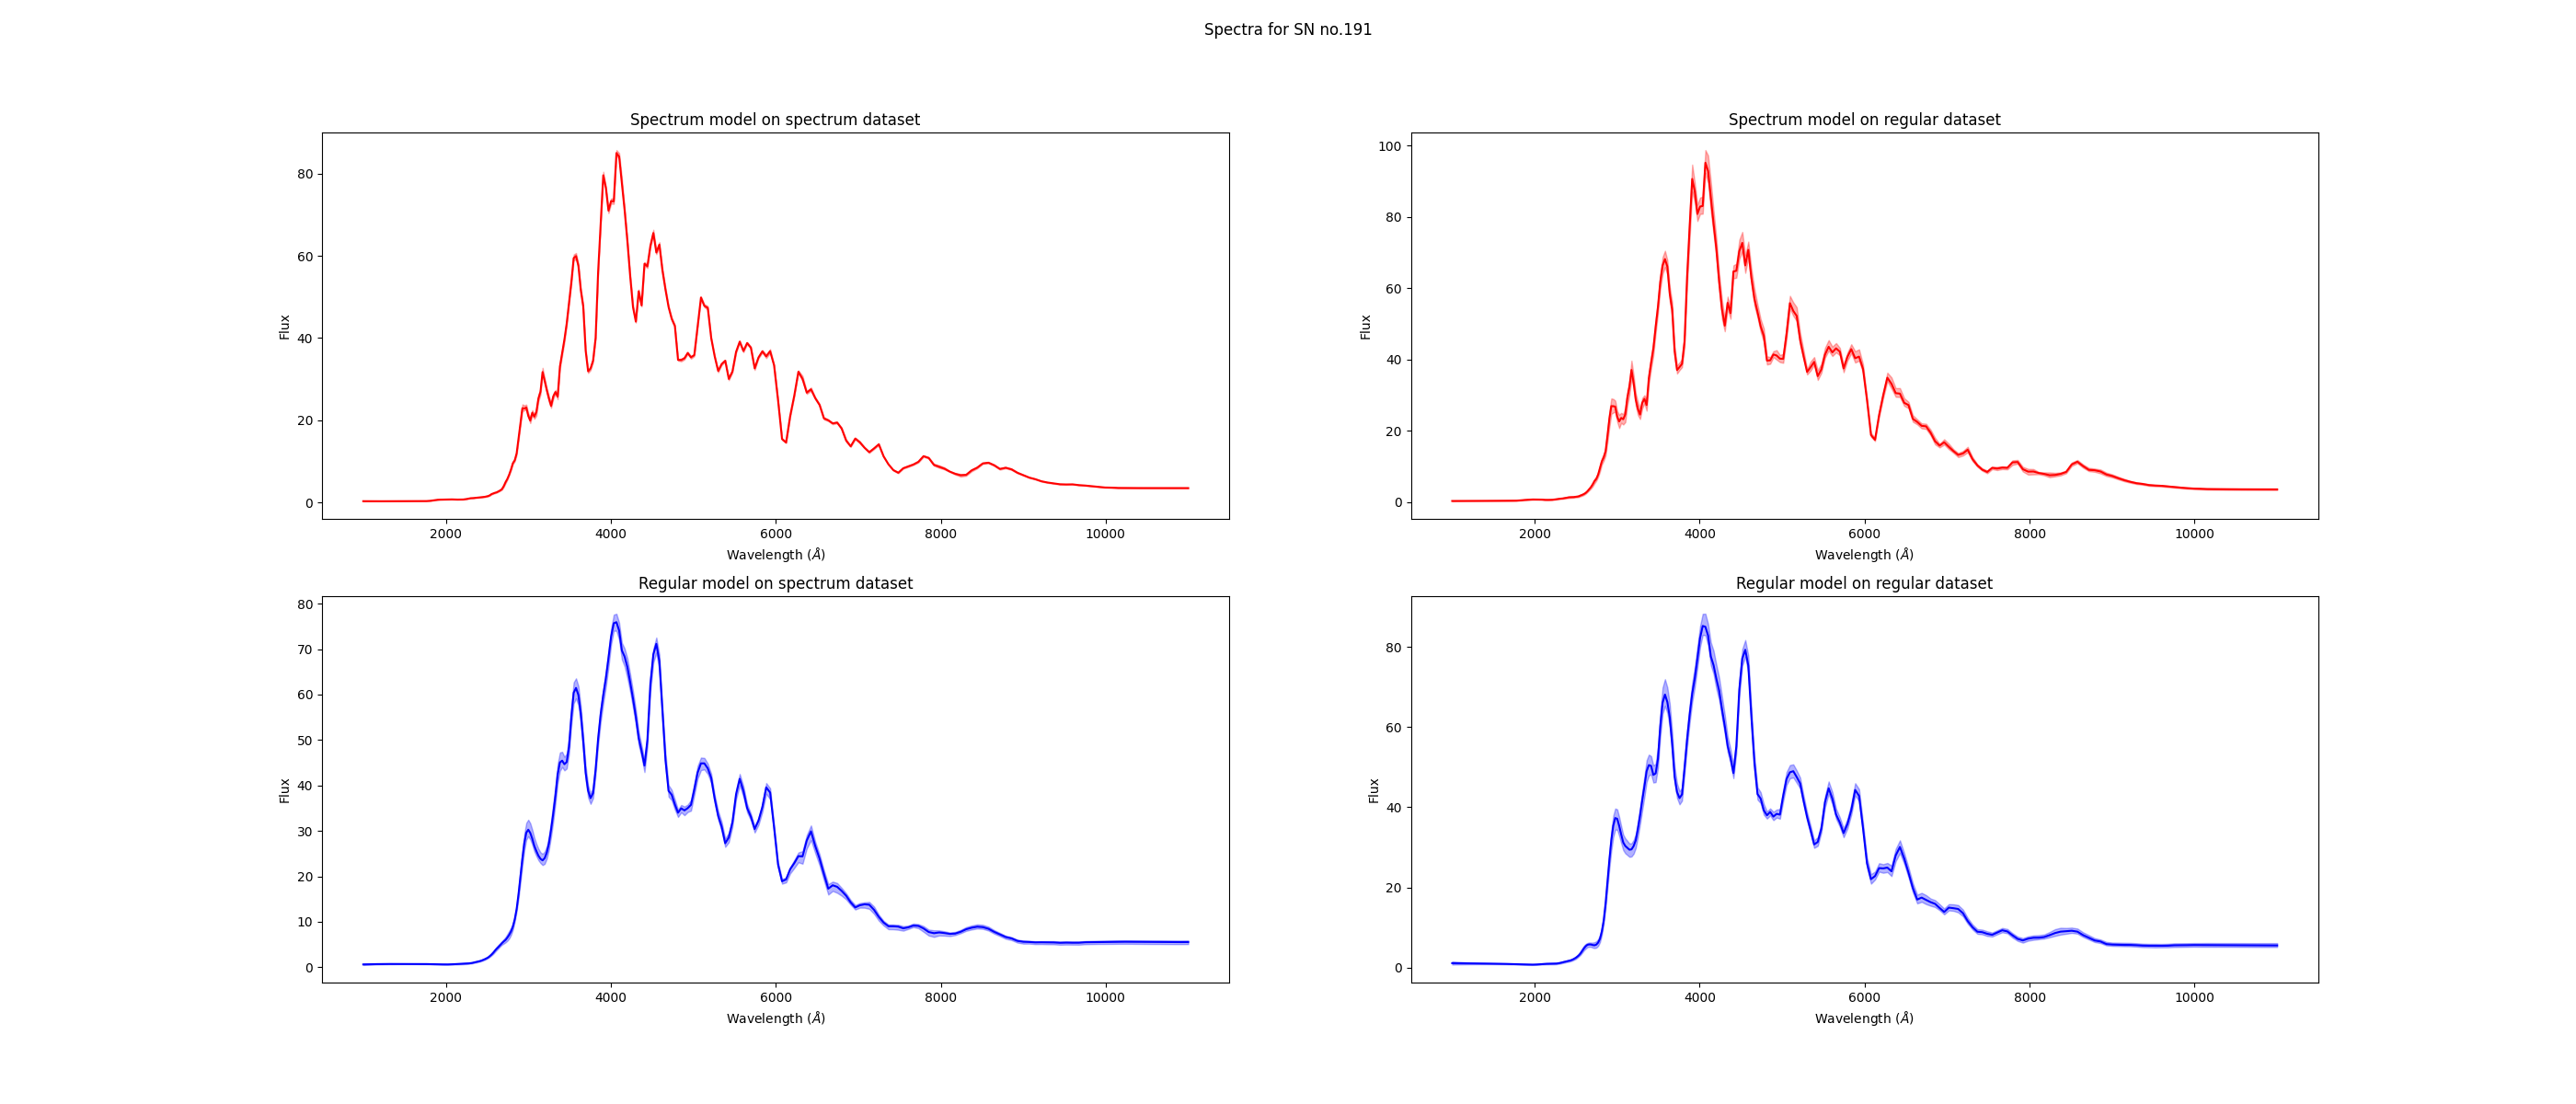 Spectra for SN no.191
Spectrum model on spectrum dataset
Flux
80
60
40
20
0
2000 4000 6000 8000 10000
Wavelength (Å)
Spectrum model on regular dataset
Flux
100
80
60
40
20
0
2000 4000 6000 8000 10000
Wavelength (Å)
Regular model on spectrum dataset
Flux
80
70
60
50
40
30
20
10
0
2000 4000 6000 8000 10000
Wavelength (Å)
Regular model on regular dataset
Flux
80
60
40
20
0
2000 4000 6000 8000 10000
Wavelength (Å)